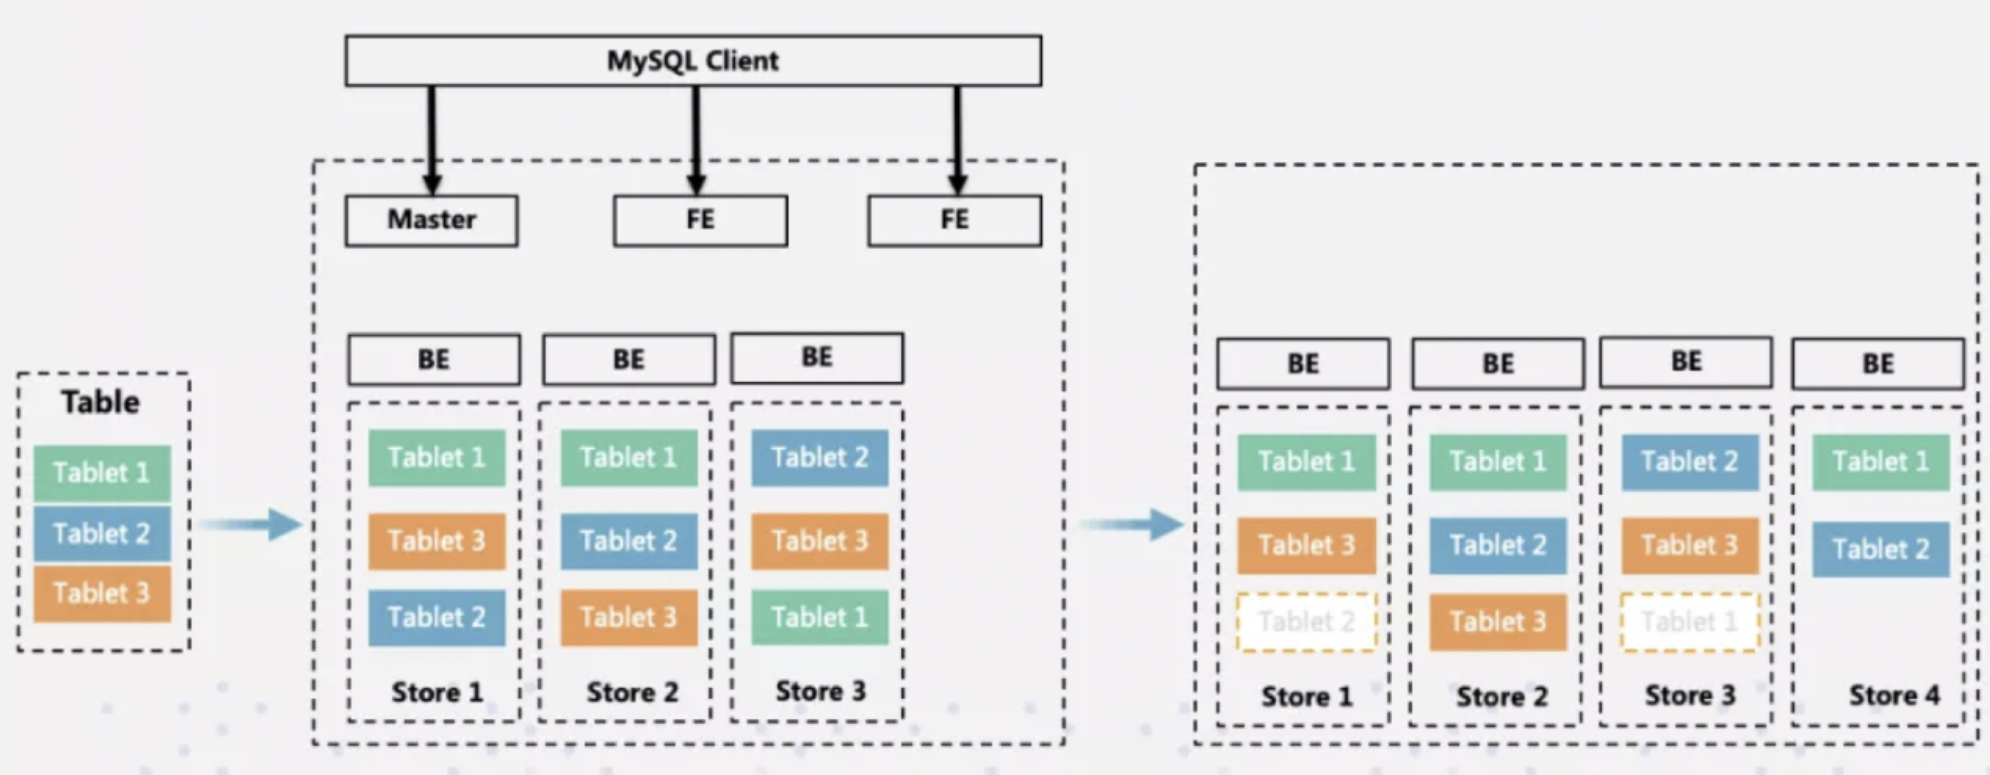 MySQL Client
Master
FE
FE
Table
Tablet 1
Tablet 2
Tablet 3
BE
Tablet 1
Tablet 3
Tablet 2
Store 1
BE
Tablet 1
Tablet 2
Tablet 3
Store 2
BE
Tablet 2
Tablet 3
Tablet 1
Store 3
BE
Tablet 1
Tablet 3
Tablet 2
Store 1
BE
Tablet 1
Tablet 2
Tablet 3
Store 2
BE
Tablet 2
Tablet 3
Tablet 1
Store 3
BE
Tablet 1
Tablet 2
Store 4